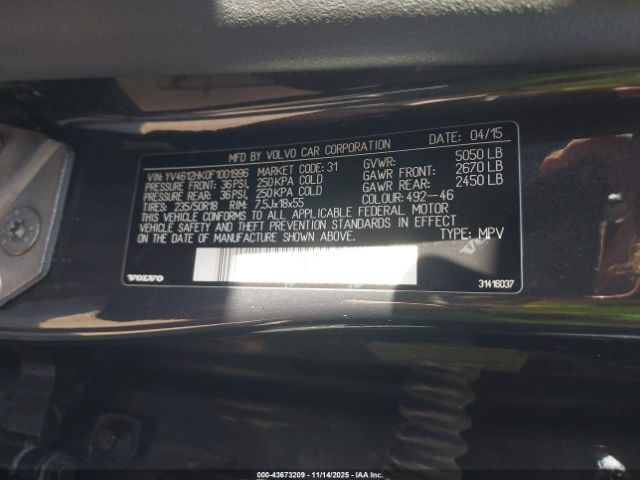 MFD BY VOLVO CAR CORPORATION DATE: 04/15
VIN: YV4612HK0F1001996 MARKET CODE: 31 GVWR: 5050 LB
PRESSURE FRONT: 36PSI, 250KPA COLD GAWR FRONT: 2670 LB
PRESSURE REAR: 36PSI, 250KPA COLD GAWR REAR: 2450 LB
TIRES: 235/50R18 RIM: 7.5Jx18x55 COLOUR: 492-46
THIS VEHICLE CONFORMS TO ALL APPLICABLE FEDERAL MOTOR
VEHICLE SAFETY AND THEFT PREVENTION STANDARDS IN EFFECT
ON THE DATE OF MANUFACTURE SHOWN ABOVE. TYPE: MPV
VOLVO 31416037
000-43673209 - 11/14/2025 - IAA Inc.